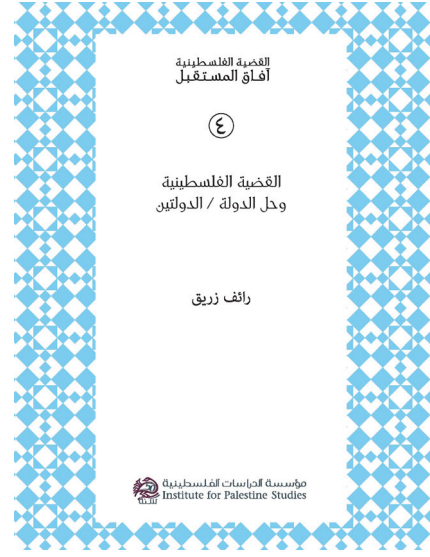 القضية الفلسطينية
آفاق المستقبل
٤
القضية الفلسطينية
وحل الدولة / الدولتين
رائف زريق
مؤسسة الدراسات الفلسطينية
Institute for Palestine Studies